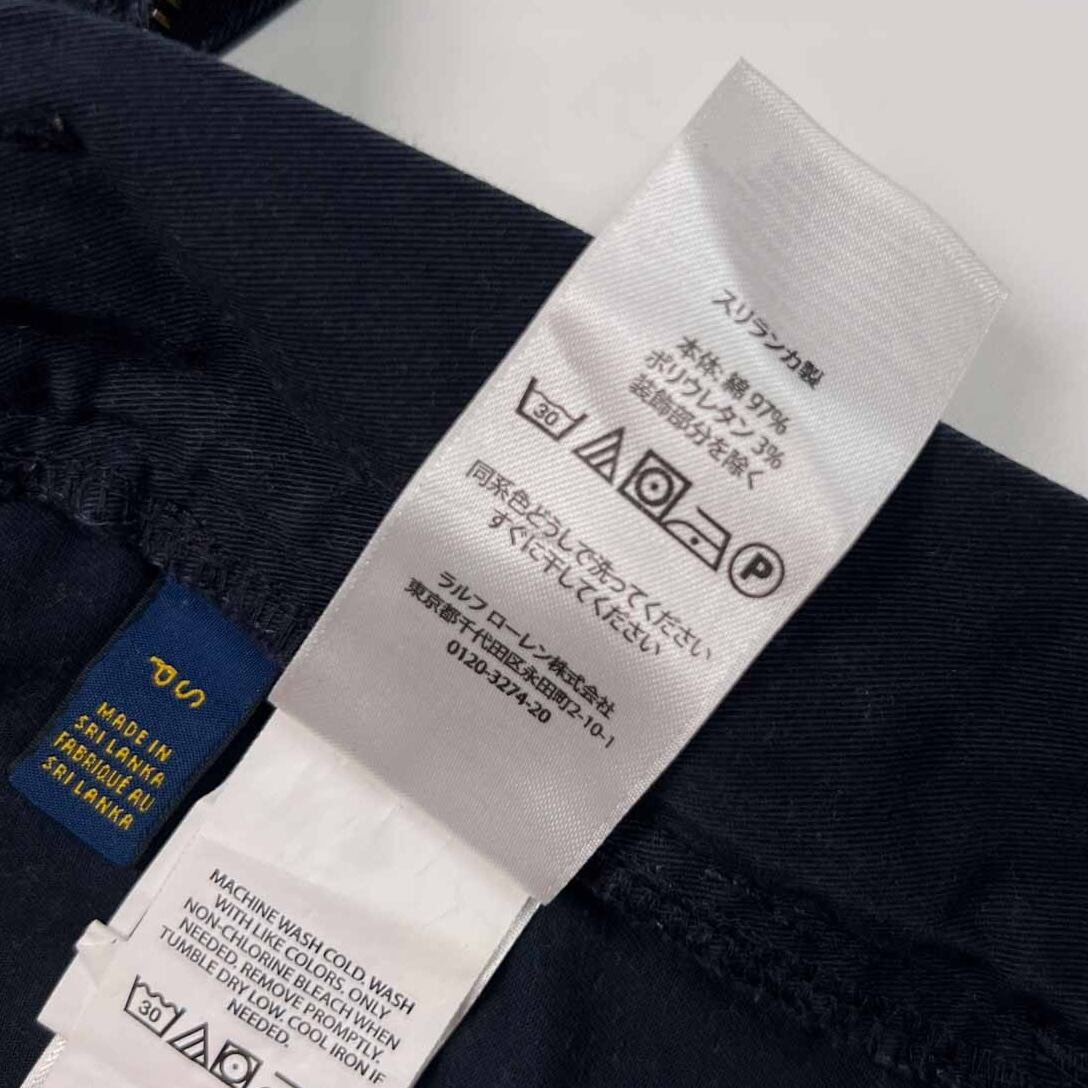 スリランカ製
本体: 綿 97%
ポリウレタン 3%
装飾部分を除く
30
P
同系色どうしで洗ってください
すぐに干してください
ラルフ ローレン株式会社
東京都千代田区永田町2-10-1
0120-3274-20
SP
MADE IN
SRI LANKA
FABRIQUÉ AU
SRI LANKA
MACHINE WASH COLD. WASH
WITH LIKE COLORS. ONLY
NON-CHLORINE BLEACH WHEN
NEEDED. REMOVE PROMPTLY.
TUMBLE DRY LOW. COOL IRON IF
NEEDED.
30